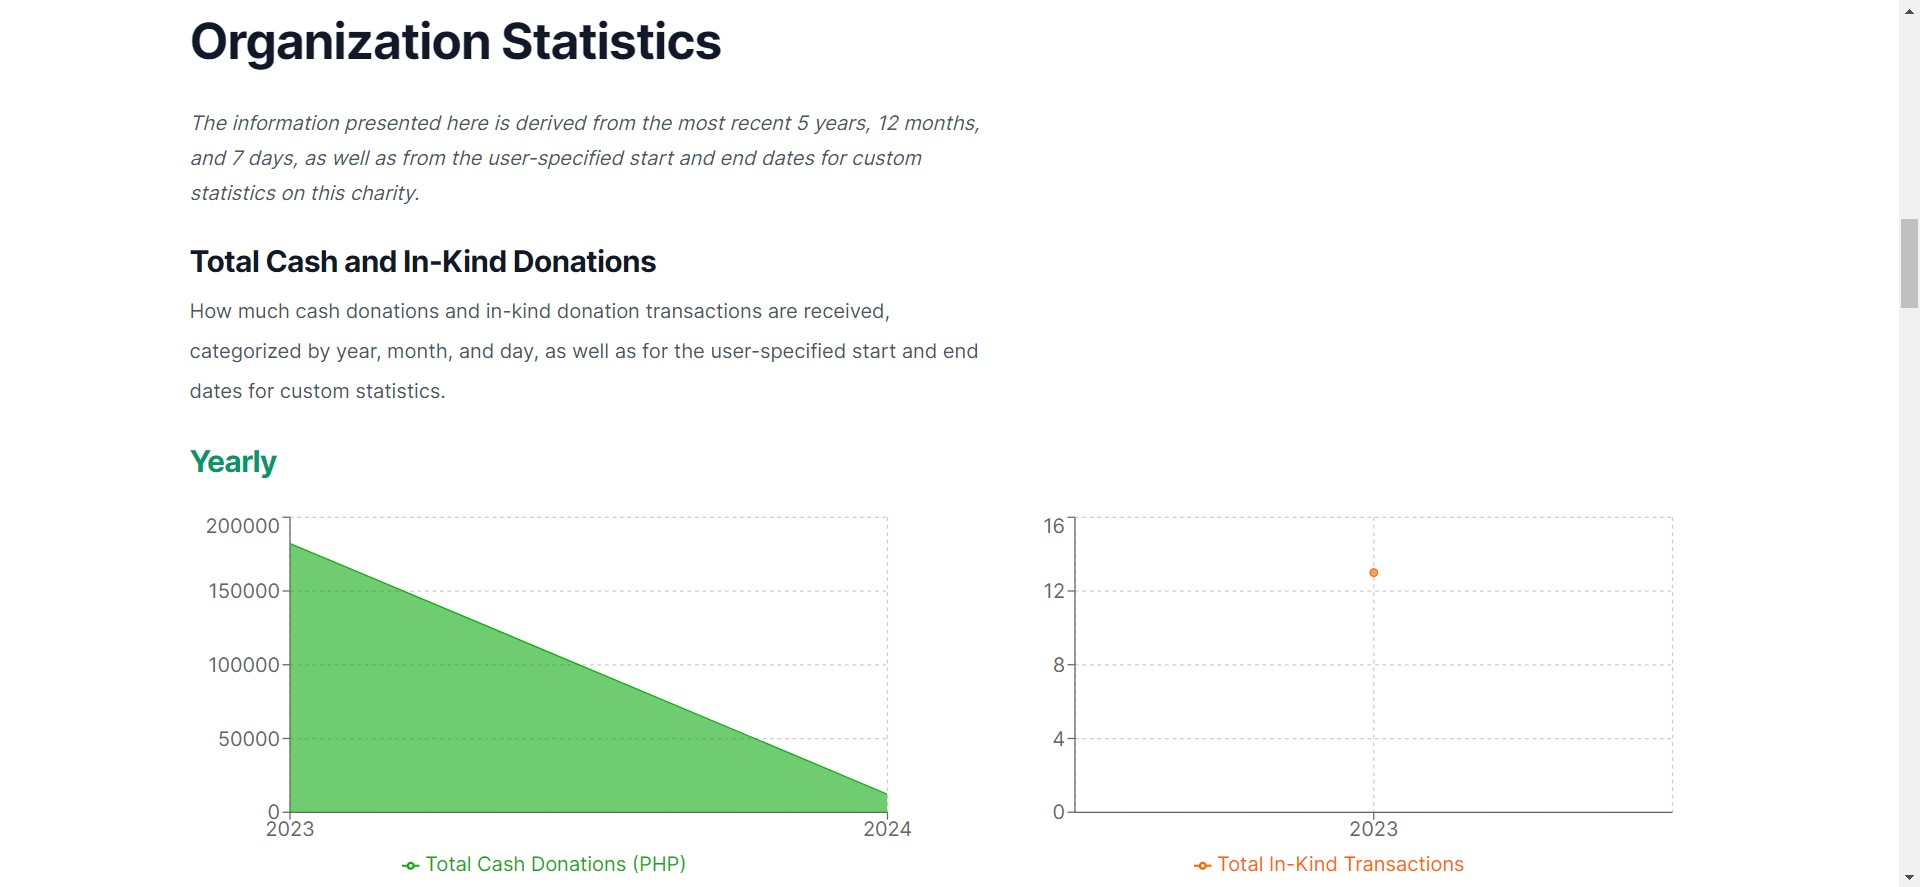 Organization Statistics
The information presented here is derived from the most recent 5 years, 12 months,
and 7 days, as well as from the user-specified start and end dates for custom
statistics on this charity.
Total Cash and In-Kind Donations
How much cash donations and in-kind donation transactions are received,
categorized by year, month, and day, as well as for the user-specified start and end
dates for custom statistics.
Yearly
200000
150000
100000
50000
0
2023 2024
Total Cash Donations (PHP)
16
12
8
4
0
2023
Total In-Kind Transactions